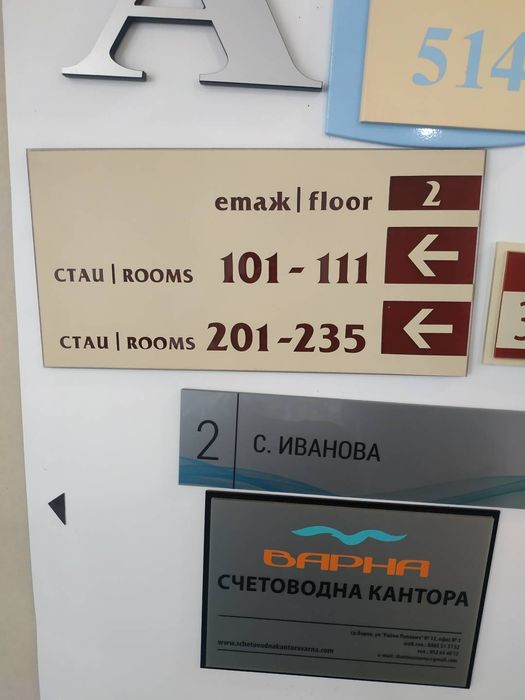 А
514
етаж | floor 2
СТАИ | ROOMS 101 - 111 ←
СТАИ | ROOMS 201 -235 ←
3
2 С. ИВАНОВА
ВАРНА
СЧЕТОВОДНА КАНТОРА
www.schetovodnakantoravarna.com